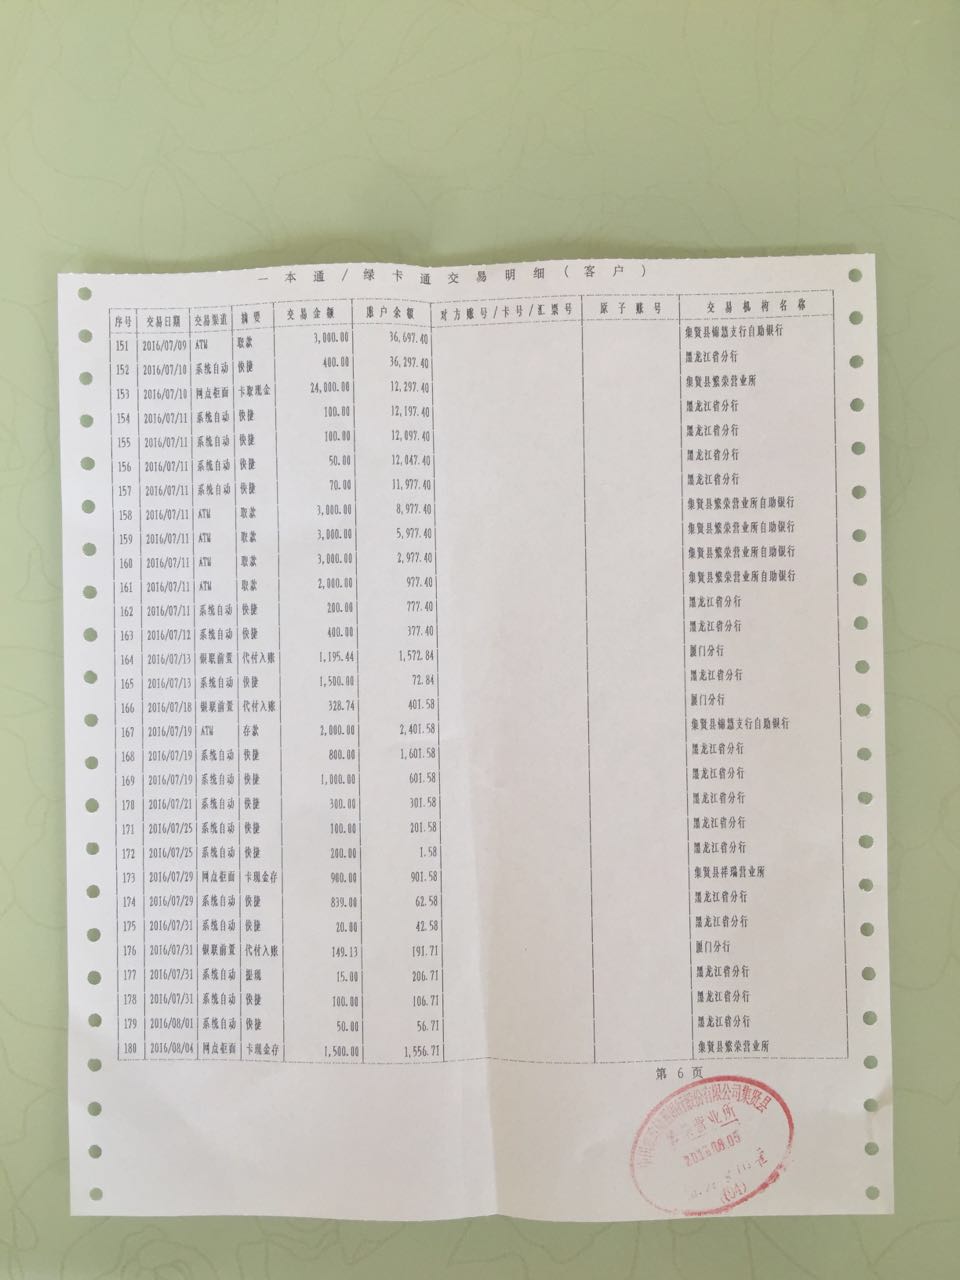 一本通/绿卡通交易明细(客户)
序号 交易日期 交易渠道 摘要 交易金额 账户余额 对方账号/卡号/汇票号 原子账号 交易机构名称
151 2016/07/09 ATM 取款 3,000.00 36,697.40 集贤县锦慧支行自助银行
152 2016/07/10 系统自动 快捷 400.00 36,297.40 黑龙江省分行
153 2016/07/10 网点柜面 卡取现金 24,000.00 12,297.40 集贤县繁荣营业所
154 2016/07/11 系统自动 快捷 100.00 12,197.40 黑龙江省分行
155 2016/07/11 系统自动 快捷 100.00 12,097.40 黑龙江省分行
156 2016/07/11 系统自动 快捷 50.00 12,047.40 黑龙江省分行
157 2016/07/11 系统自动 快捷 70.00 11,977.40 黑龙江省分行
158 2016/07/11 ATM 取款 3,000.00 8,977.40 集贤县繁荣营业所自助银行
159 2016/07/11 ATM 取款 3,000.00 5,977.40 集贤县繁荣营业所自助银行
160 2016/07/11 ATM 取款 3,000.00 2,977.40 集贤县繁荣营业所自助银行
161 2016/07/11 ATM 取款 2,000.00 977.40 集贤县繁荣营业所自助银行
162 2016/07/11 系统自动 快捷 200.00 777.40 黑龙江省分行
163 2016/07/12 系统自动 快捷 400.00 377.40 黑龙江省分行
164 2016/07/13 银联前置 代付入账 1,195.44 1,572.84 厦门分行
165 2016/07/13 系统自动 快捷 1,500.00 72.84 黑龙江省分行
166 2016/07/18 银联前置 代付入账 328.74 401.58 厦门分行
167 2016/07/19 ATM 存款 2,000.00 2,401.58 集贤县锦慧支行自助银行
168 2016/07/19 系统自动 快捷 800.00 1,601.58 黑龙江省分行
169 2016/07/19 系统自动 快捷 1,000.00 601.58 黑龙江省分行
170 2016/07/21 系统自动 快捷 300.00 301.58 黑龙江省分行
171 2016/07/25 系统自动 快捷 100.00 201.58 黑龙江省分行
172 2016/07/25 系统自动 快捷 200.00 1.58 黑龙江省分行
173 2016/07/29 网点柜面 卡现金存 900.00 901.58 集贤县祥瑞营业所
174 2016/07/29 系统自动 快捷 839.00 62.58 黑龙江省分行
175 2016/07/31 系统自动 快捷 20.00 42.58 黑龙江省分行
176 2016/07/31 银联前置 代付入账 149.13 191.71 厦门分行
177 2016/07/31 系统自动 提现 15.00 206.71 黑龙江省分行
178 2016/07/31 系统自动 快捷 100.00 106.71 黑龙江省分行
179 2016/08/01 系统自动 快捷 50.00 56.71 黑龙江省分行
180 2016/08/04 网点柜面 卡现金存 1,500.00 1,556.71 集贤县繁荣营业所
第 6 页
股份有限公司集贤县
营业所
2016.08.05
(04)